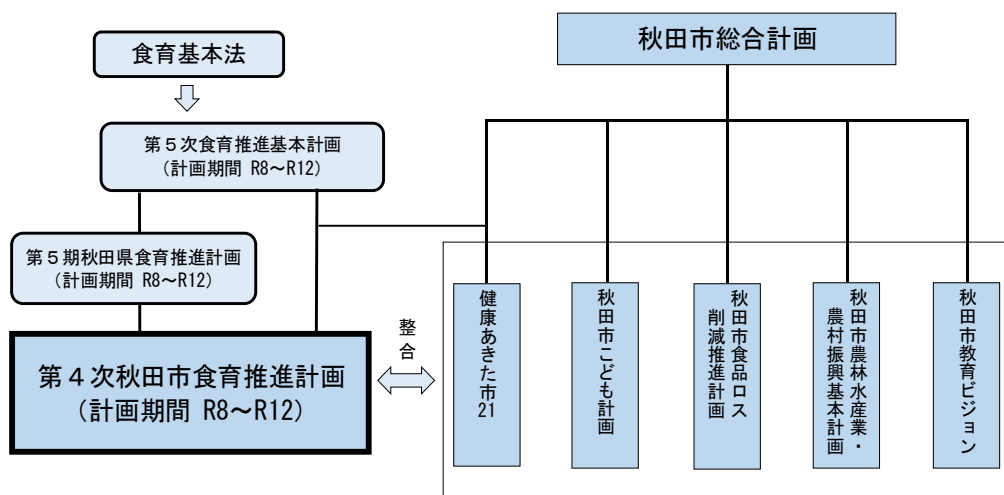 食育基本法
秋田市総合計画
第５次食育推進基本計画
(計画期間 R8～R12)
第５期秋田県食育推進計画
(計画期間 R8～R12)
第４次秋田市食育推進計画
(計画期間 R8～R12)
整合
健康あきた市21
秋田市こども計画
秋田市食品ロス
削減推進計画
秋田市農林水産業・
農村振興基本計画
秋田市教育ビジョン